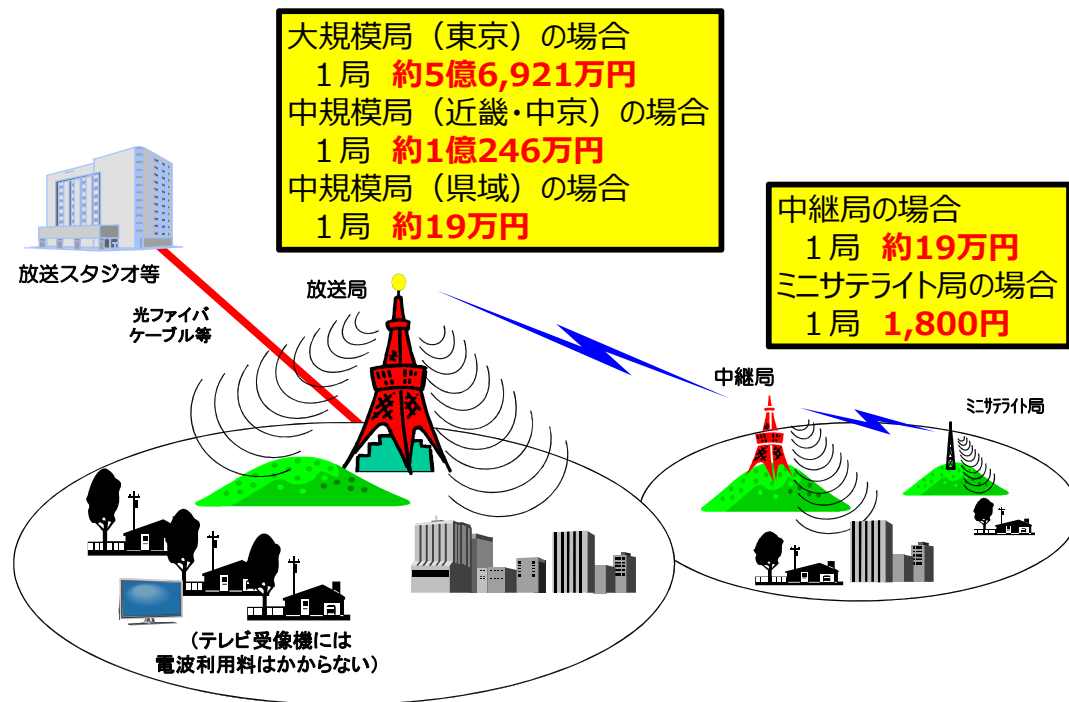 大規模局（東京）の場合
１局 約5億6,921万円
中規模局（近畿・中京）の場合
１局 約1億246万円
中規模局（県域）の場合
１局 約19万円
中継局の場合
１局 約19万円
ミニサテライト局の場合
１局 1,800円
放送スタジオ等
光ファイバ
ケーブル等
放送局
中継局
ミニサテライト局
（テレビ受像機には
電波利用料はかからない）